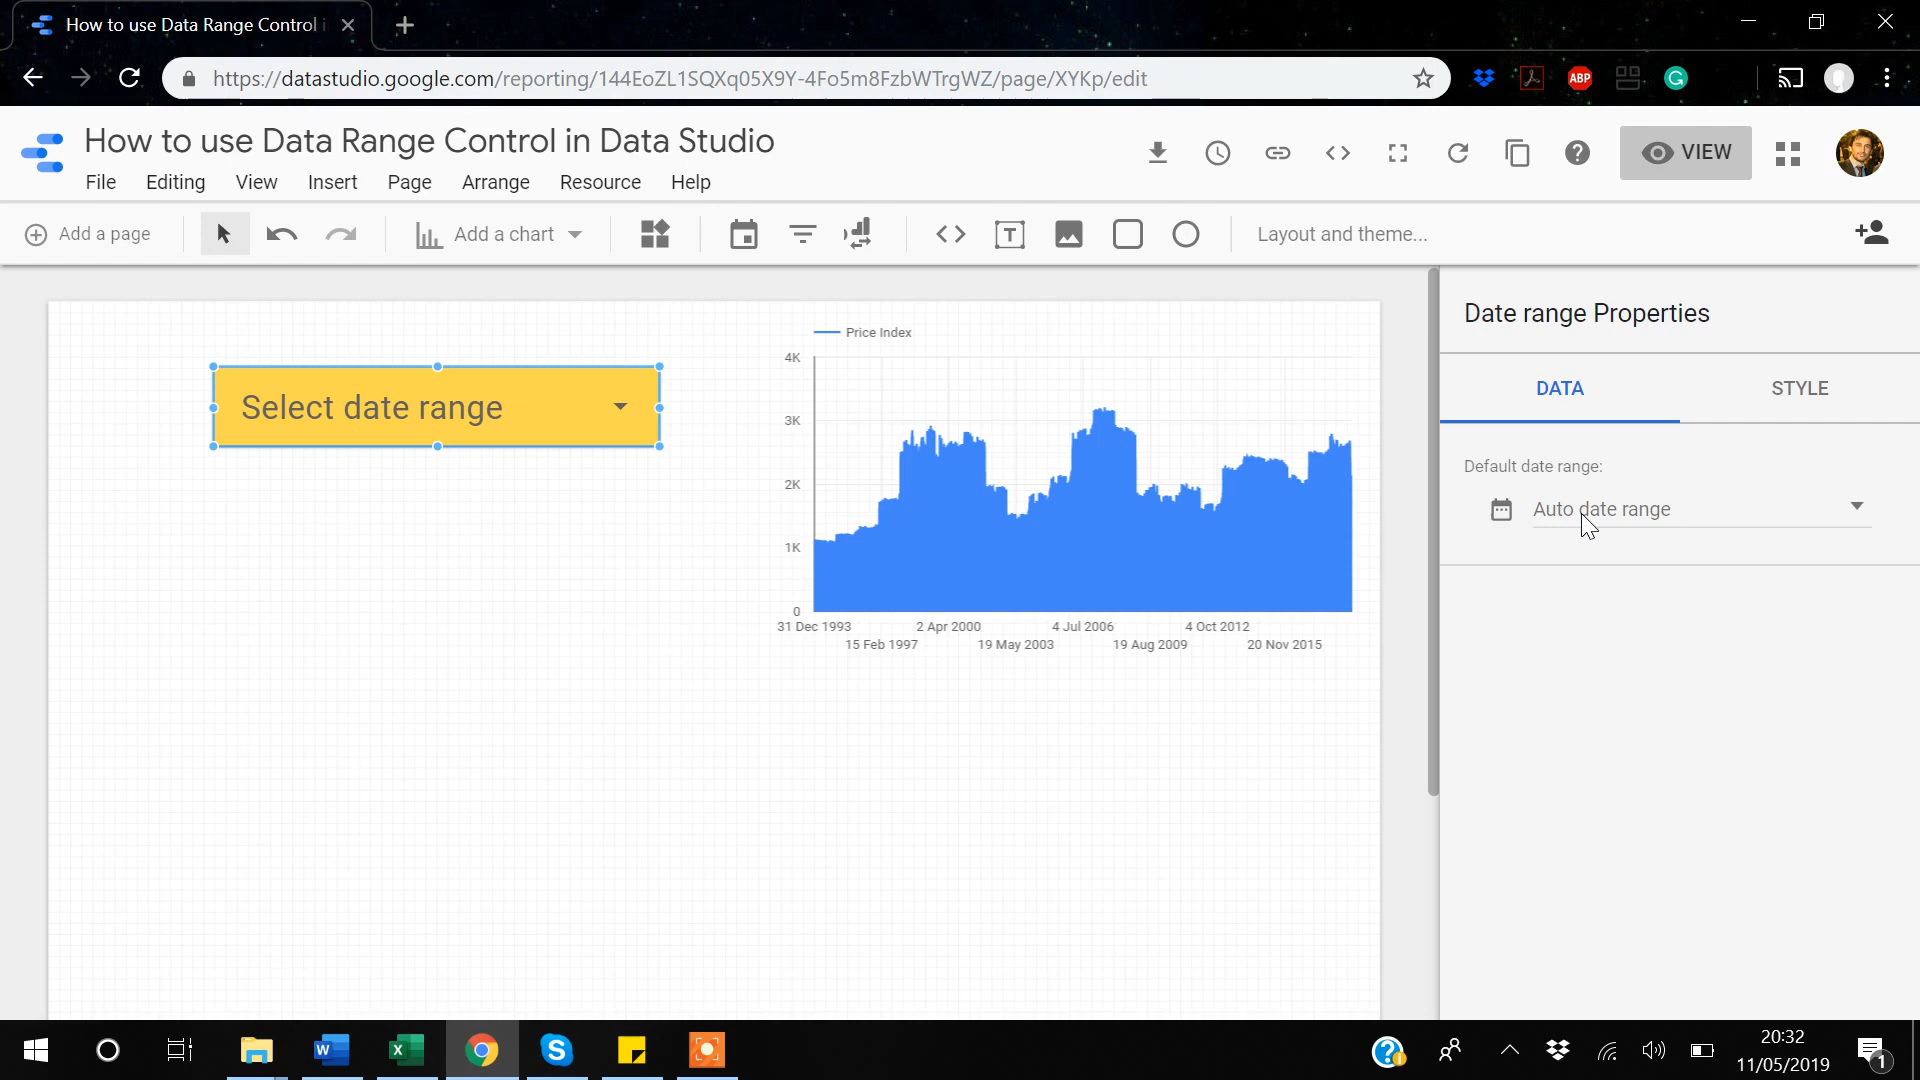 How to use Data Range Control i
https://datastudio.google.com/reporting/144EoZL1SQXq05X9Y-4Fo5m8FzbWTrgWZ/page/XYKp/edit
ABP
How to use Data Range Control in Data Studio
VIEW
File Editing View Insert Page Arrange Resource Help
Add a page
Add a chart
T
Layout and theme...
Date range Properties
DATA STYLE
Default date range:
Auto date range
Select date range
Price Index
4K
3K
2K
1K
0
31 Dec 1993 2 Apr 2000 4 Jul 2006 4 Oct 2012
15 Feb 1997 19 May 2003 19 Aug 2009 20 Nov 2015
20:32
11/05/2019
1